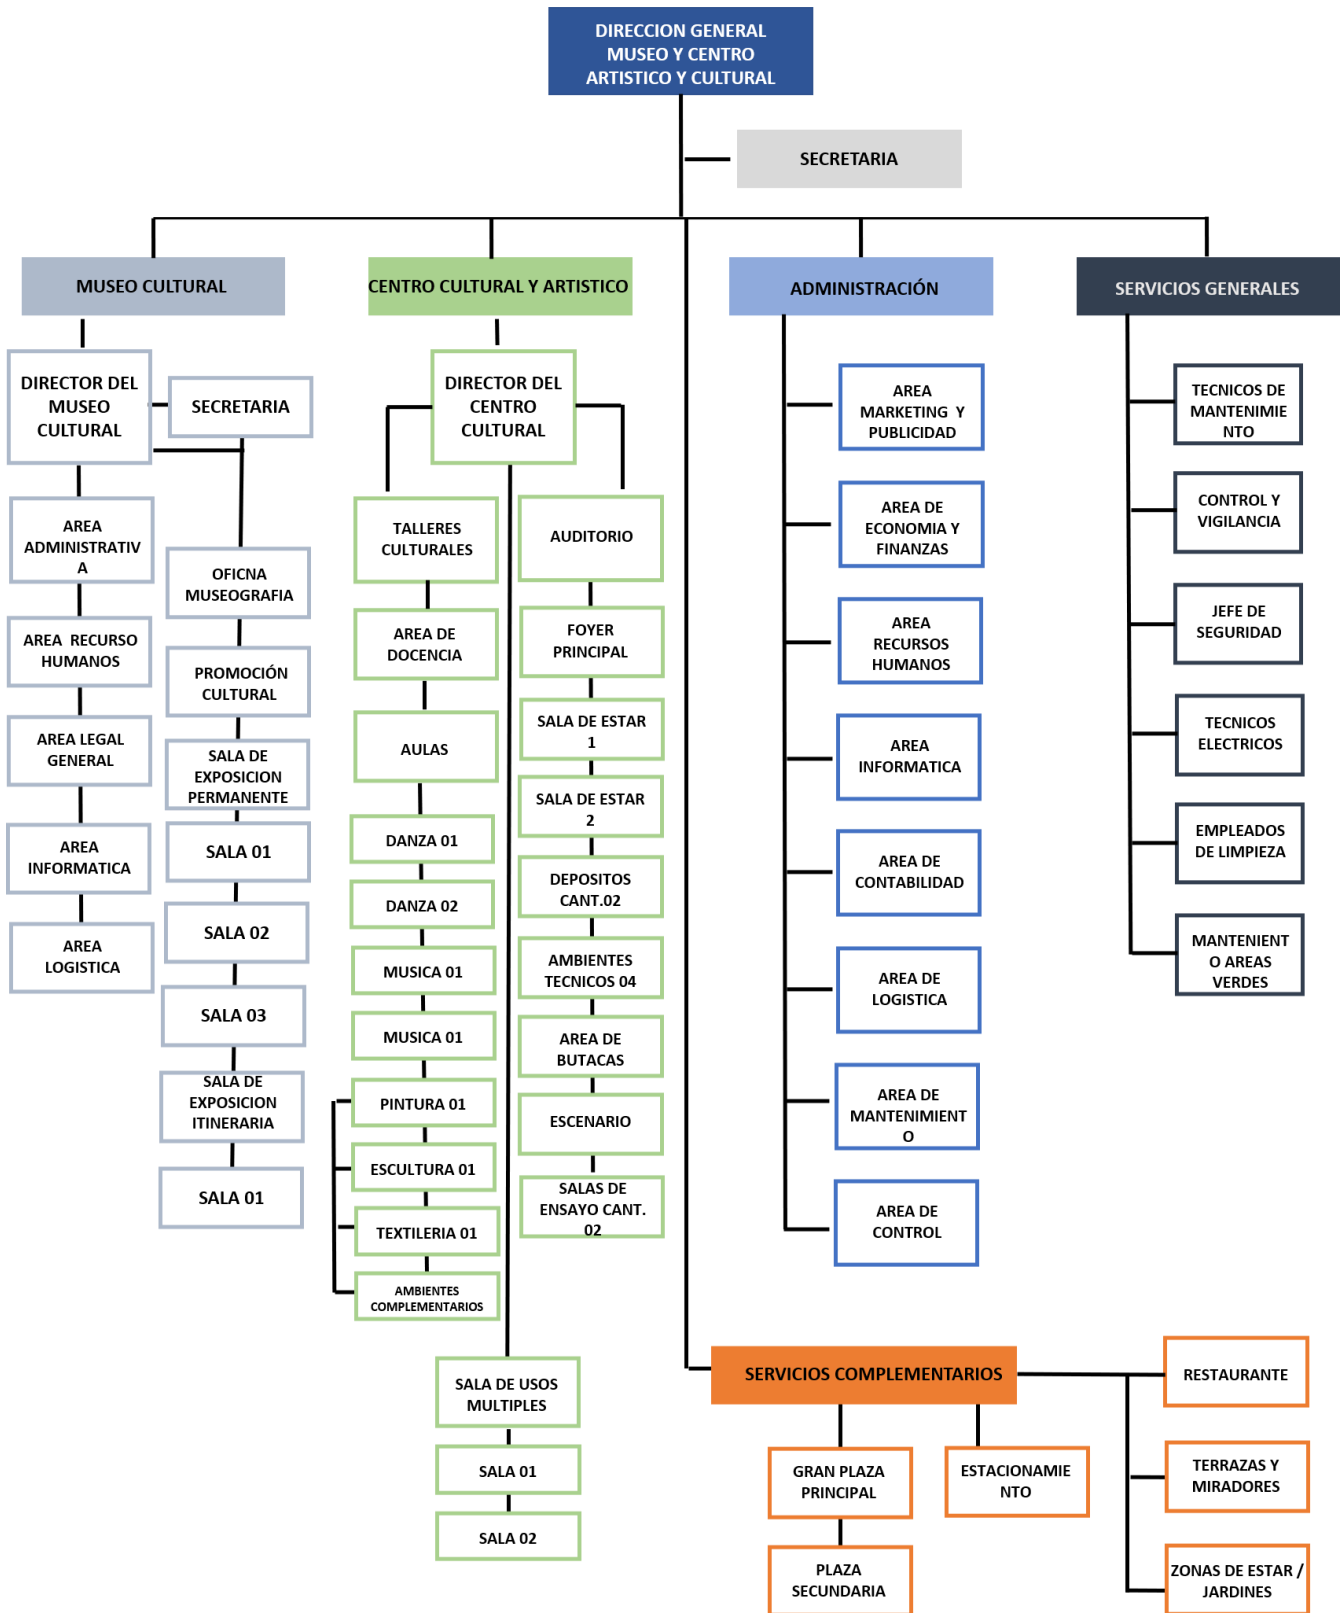 DIRECCION GENERAL
MUSEO Y CENTRO
ARTISTICO Y CULTURAL
SECRETARIA
MUSEO CULTURAL
DIRECTOR DEL
MUSEO
CULTURAL
SECRETARIA
AREA
ADMINISTRATIV
A
AREA  RECURSO
HUMANOS
AREA LEGAL
GENERAL
AREA
INFORMATICA
AREA
LOGISTICA
OFICNA
MUSEOGRAFIA
PROMOCIÓN
CULTURAL
SALA DE
EXPOSICION
PERMANENTE
SALA 01
SALA 02
SALA 03
SALA DE
EXPOSICION
ITINERARIA
SALA 01
CENTRO CULTURAL Y ARTISTICO
DIRECTOR DEL
CENTRO
CULTURAL
TALLERES
CULTURALES
AREA DE
DOCENCIA
AULAS
DANZA 01
DANZA 02
MUSICA 01
MUSICA 01
PINTURA 01
ESCULTURA 01
TEXTILERIA 01
AMBIENTES
COMPLEMENTARIOS
AUDITORIO
FOYER
PRINCIPAL
SALA DE ESTAR
1
SALA DE ESTAR
2
DEPOSITOS
CANT.02
AMBIENTES
TECNICOS 04
AREA DE
BUTACAS
ESCENARIO
SALAS DE
ENSAYO CANT.
02
SALA DE USOS
MULTIPLES
SALA 01
SALA 02
ADMINISTRACIÓN
AREA
MARKETING  Y
PUBLICIDAD
AREA DE
ECONOMIA Y
FINANZAS
AREA
RECURSOS
HUMANOS
AREA
INFORMATICA
AREA DE
CONTABILIDAD
AREA DE
LOGISTICA
AREA DE
MANTENIMIENT
O
AREA DE
CONTROL
SERVICIOS GENERALES
TECNICOS DE
MANTENIMIE
NTO
CONTROL Y
VIGILANCIA
JEFE DE
SEGURIDAD
TECNICOS
ELECTRICOS
EMPLEADOS
DE LIMPIEZA
MANTENIENT
O AREAS
VERDES
SERVICIOS COMPLEMENTARIOS
GRAN PLAZA
PRINCIPAL
PLAZA
SECUNDARIA
ESTACIONAMIE
NTO
RESTAURANTE
TERRAZAS Y
MIRADORES
ZONAS DE ESTAR /
JARDINES